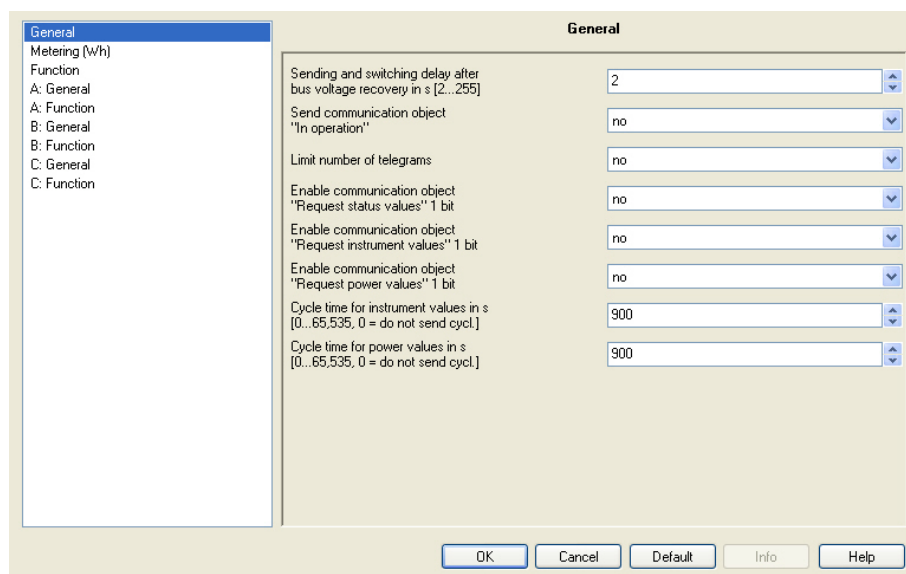 General
Metering (Wh)
Function
A: General
A: Function
B: General
B: Function
C: General
C: Function
General
Sending and switching delay after
bus voltage recovery in s [2...255]
2
Send communication object
"In operation"
no
Limit number of telegrams
no
Enable communication object
"Request status values" 1 bit
no
Enable communication object
"Request instrument values" 1 bit
no
Enable communication object
"Request power values" 1 bit
no
Cycle time for instrument values in s
[0...65,535, 0 = do not send cycl.]
900
Cycle time for power values in s
[0...65,535, 0 = do not send cycl.]
900
OK Cancel Default Info Help